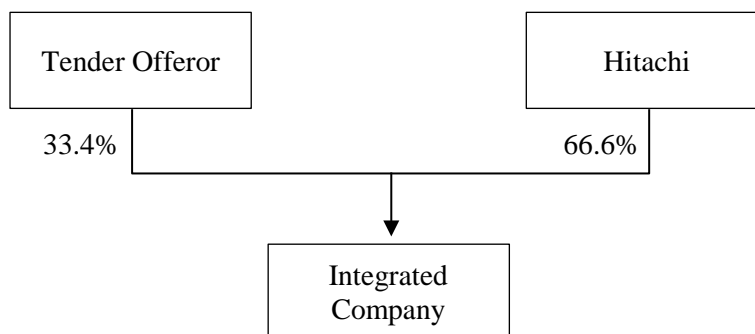 Tender Offeror
Hitachi
33.4%
66.6%
Integrated
Company